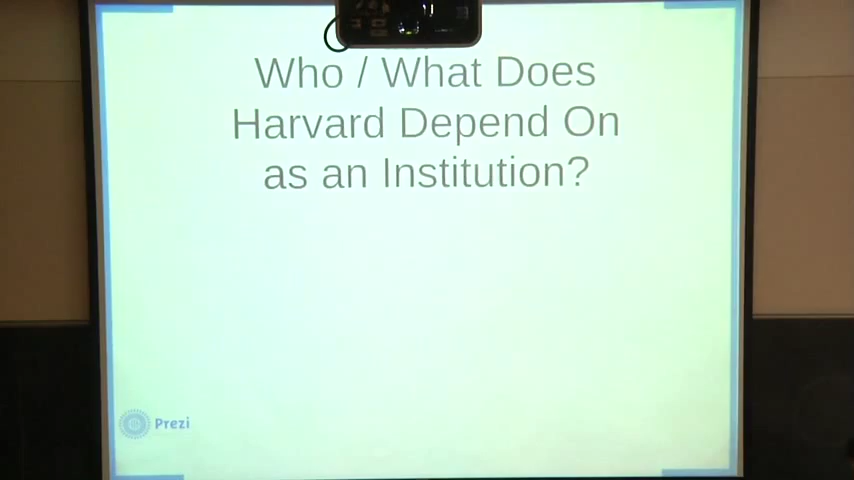 Who / What Does
Harvard Depend On
as an Institution?
Prezi